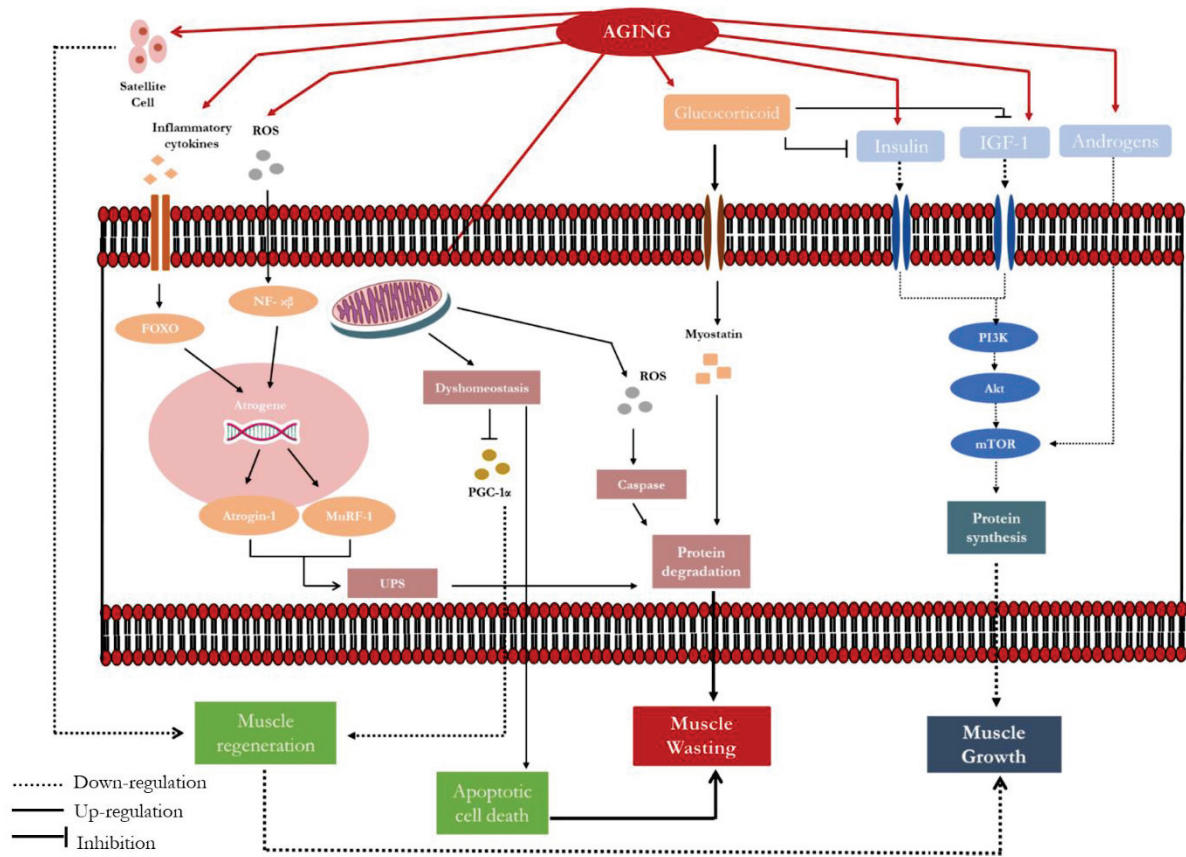 AGING
Satellite
Cell
Inflammatory
cytokines
ROS
Glucocorticoid
Insulin
IGF-1
Androgens
FOXO
NF- κβ
Myostatin
PI3K
Atrogene
Dyshomeostasis
ROS
Akt
mTOR
PGC-1α
Caspase
Atrogin-1
MuRF-1
Protein
synthesis
Protein
degradation
UPS
Muscle
regeneration
Muscle
Wasting
Muscle
Growth
Apoptotic
cell death
Down-regulation
Up-regulation
Inhibition